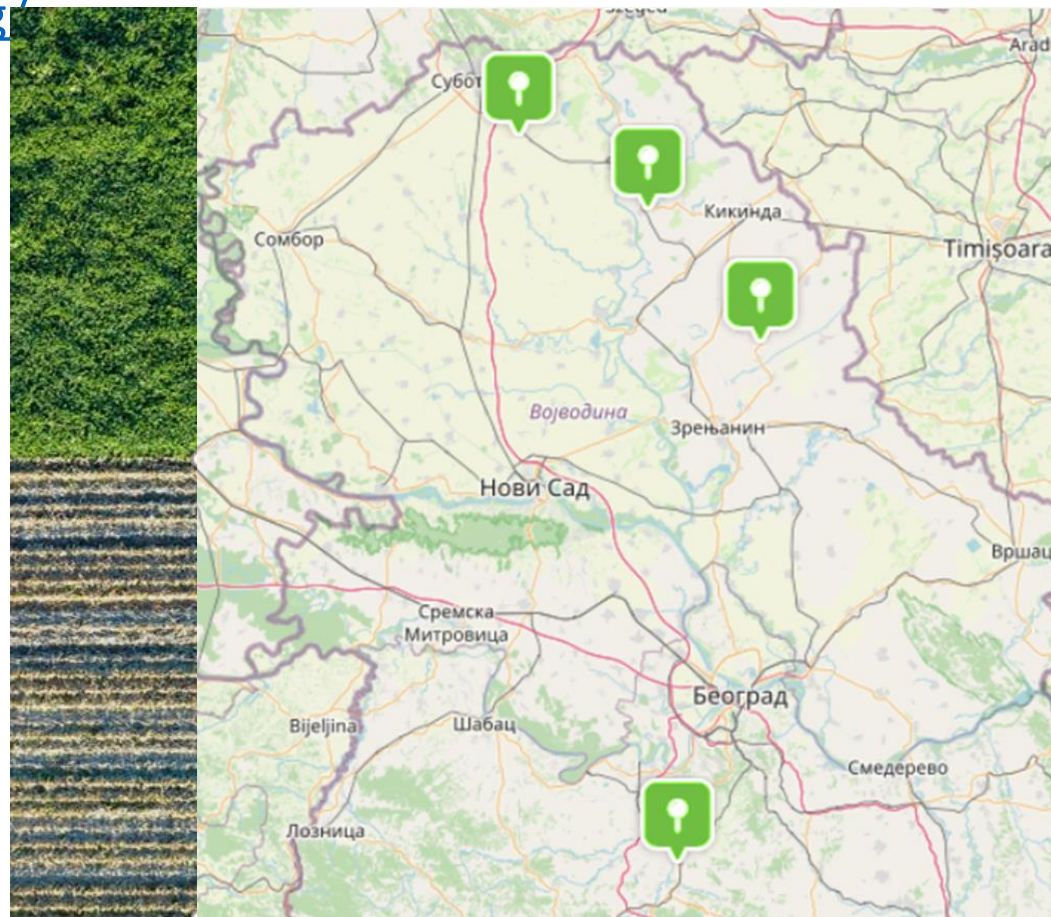 Arad
Субот
Кикинда
Сомбор
Timișoara
Војводина
Зрењанин
Нови Сад
Вршац
Сремска
Митровица
Београд
Bijeljina
Шабац
Смедерево
Лозница